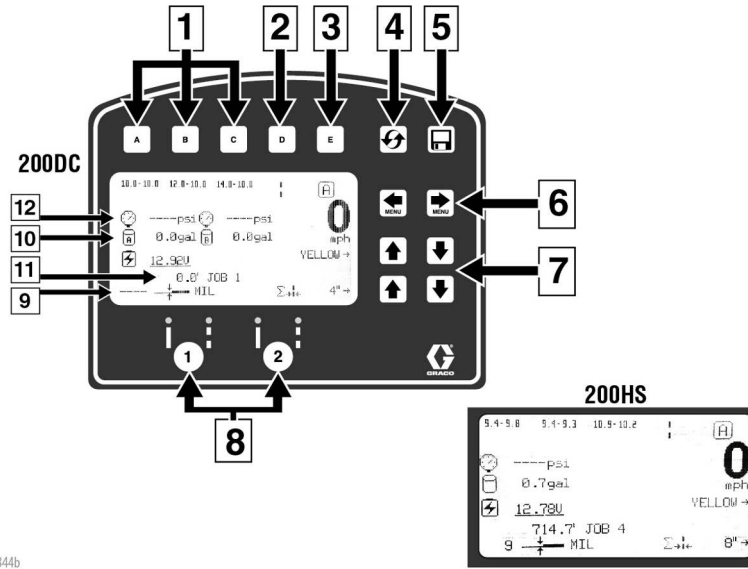 1 2 3 4 5
A B C D E
200DC
10.0-10.0 12.0-10.0 14.0-10.0 A
12 ----psi ----psi 0
MENU MENU 6
10 A 0.0gal B 0.0gal mph
12.92V YELLOW→
11 0.0' JOB 1 7
9 ---- MIL Σ 4"→
1 2
GRACO
8
200HS
9.4-9.8 9.4-9.3 10.9-10.2 A
----psi 0
0.7gal mph
12.78V YELLOW→
714.7' JOB 4
9 MIL Σ 8"→